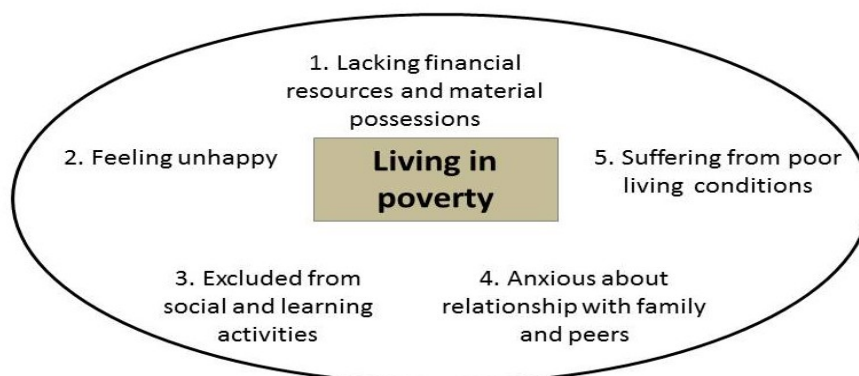 1. Lacking financial
resources and material
possessions
2. Feeling unhappy
Living in
poverty
5. Suffering from poor
living conditions
3. Excluded from
social and learning
activities
4. Anxious about
relationship with family
and peers